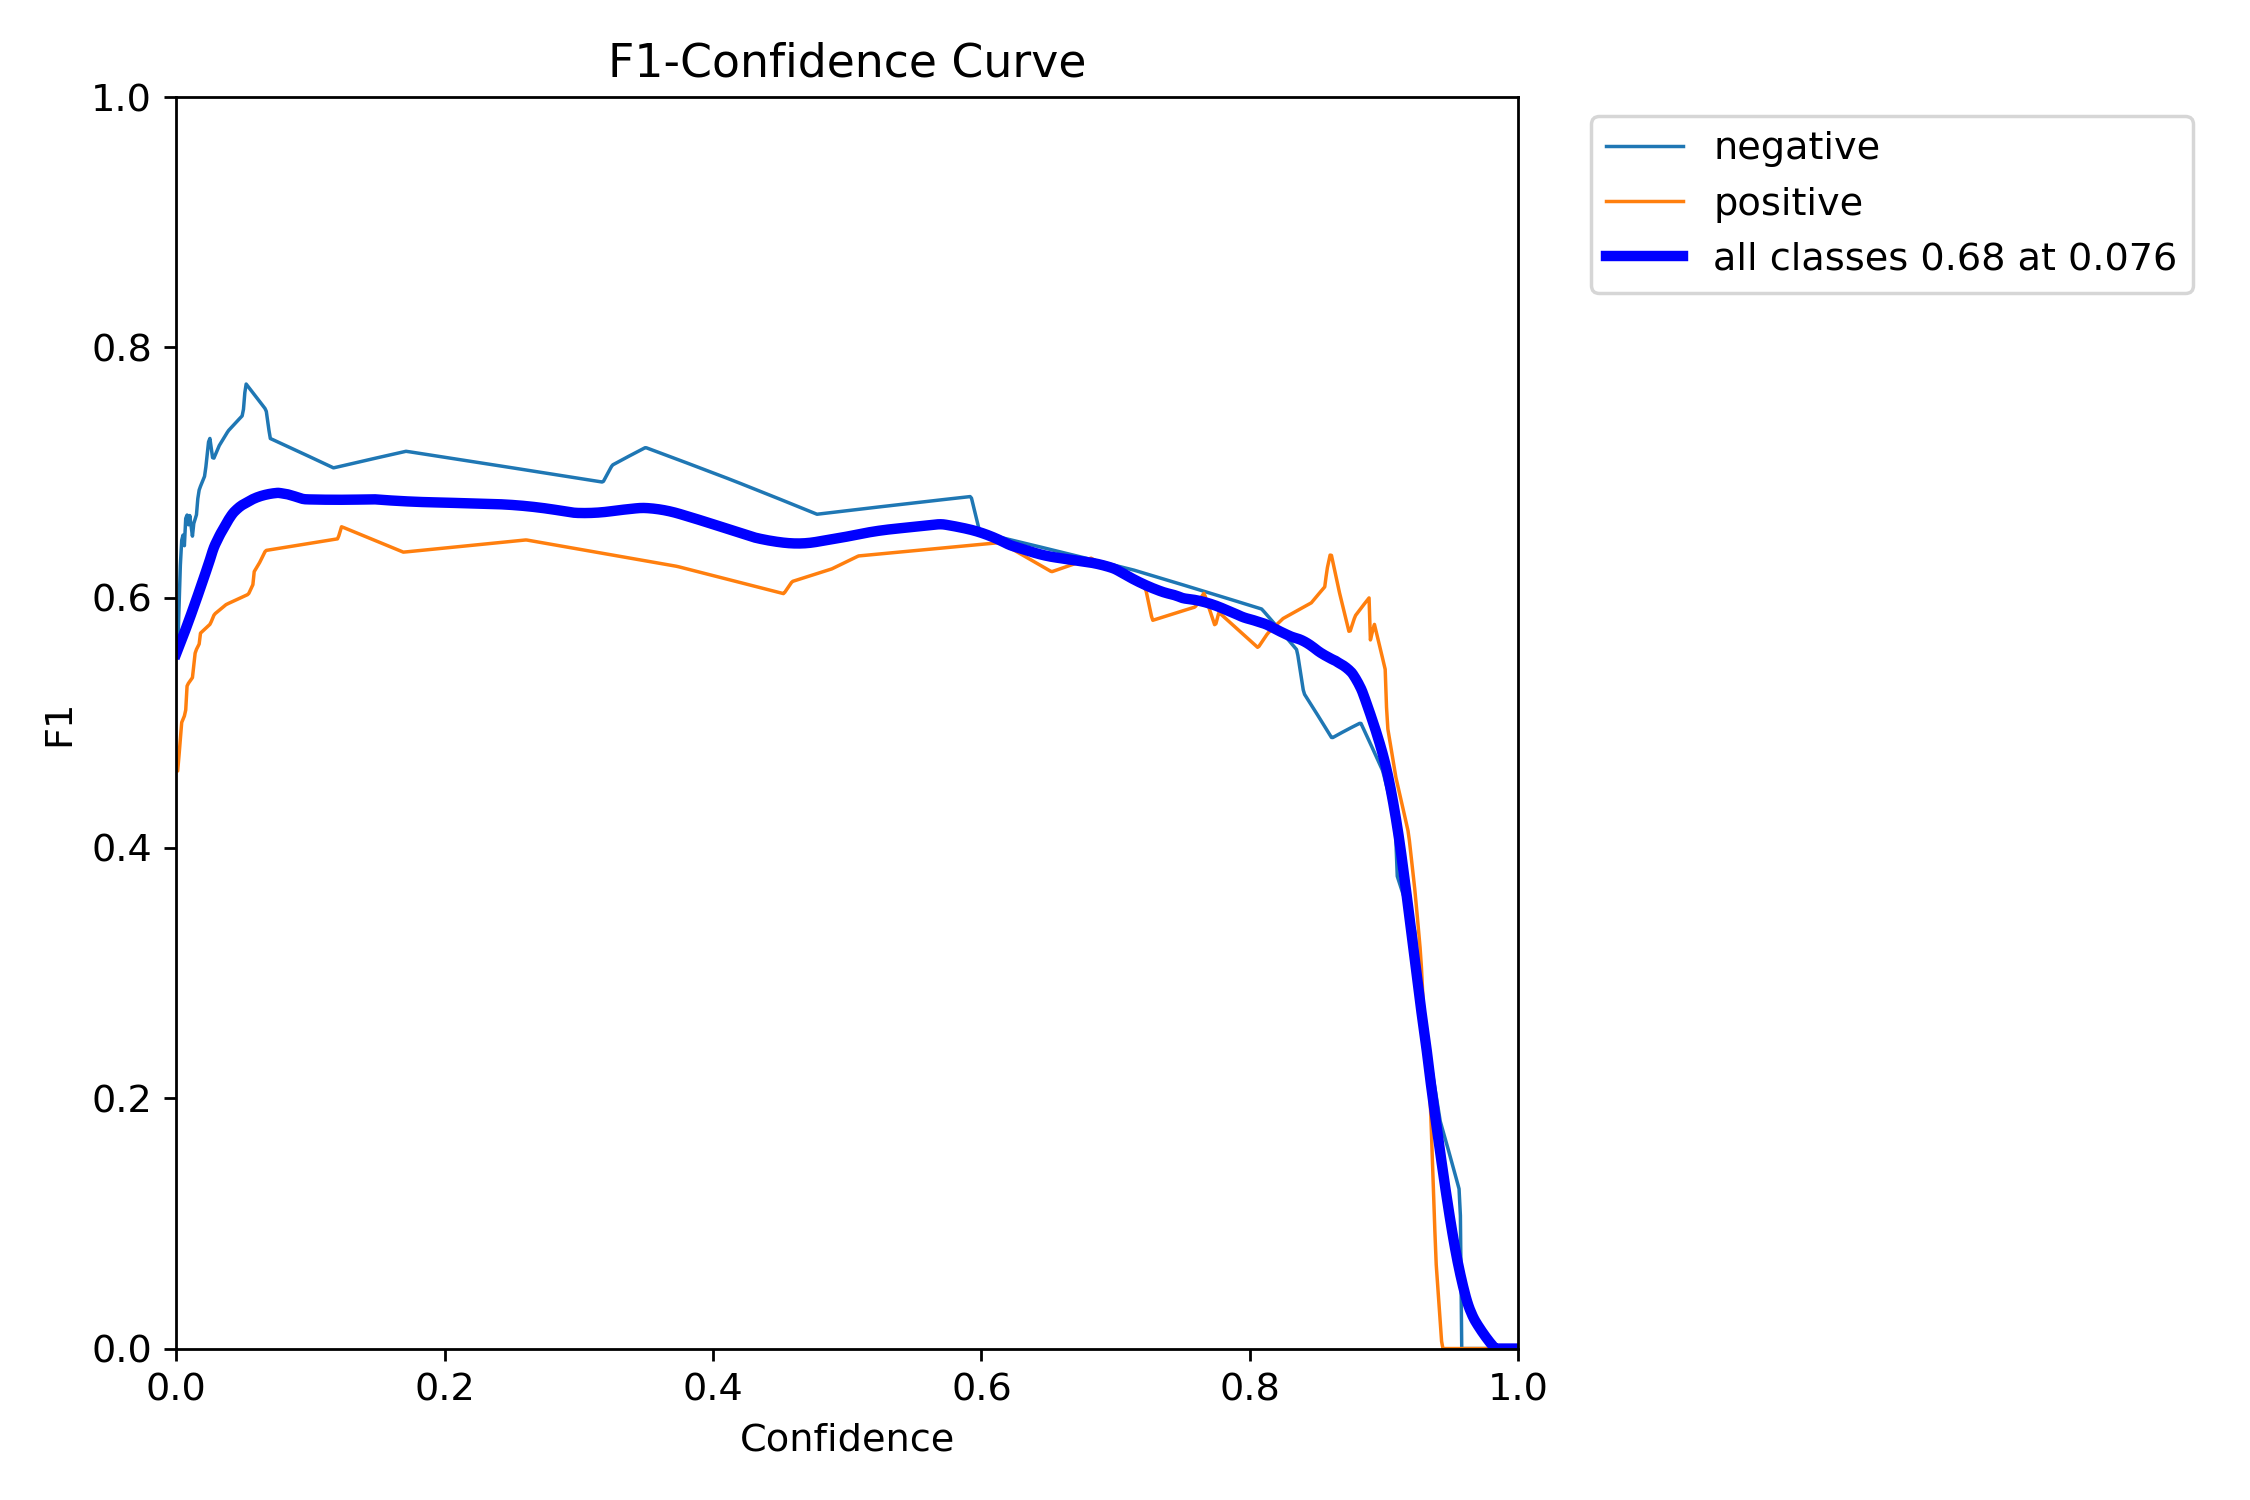 F1-Confidence Curve
1.0
0.8
0.6
0.4
0.2
0.0
F1
0.0 0.2 0.4 0.6 0.8 1.0
Confidence
negative
positive
all classes 0.68 at 0.076